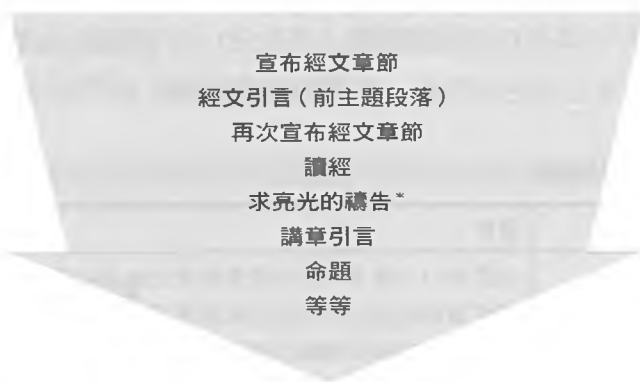 宣布經文章節
經文引言（前主題段落）
再次宣布經文章節
讀經
求亮光的禱告*
講章引言
命題
等等